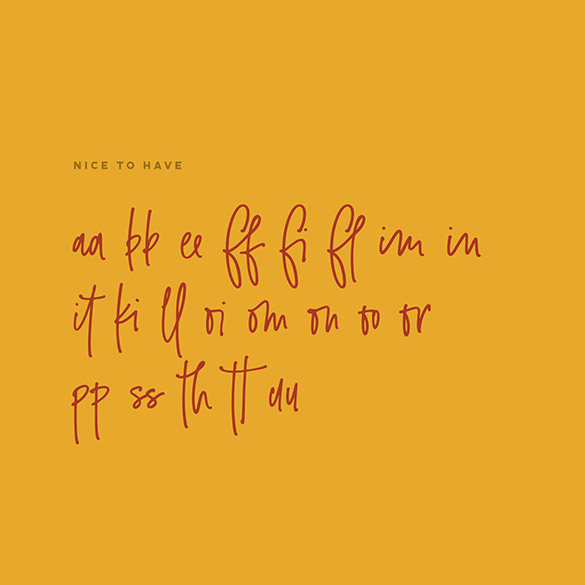 NICE TO HAVE
aa bb ee ff fi fl im in
it ki ll oi om on oo or
pp ss th tt uu